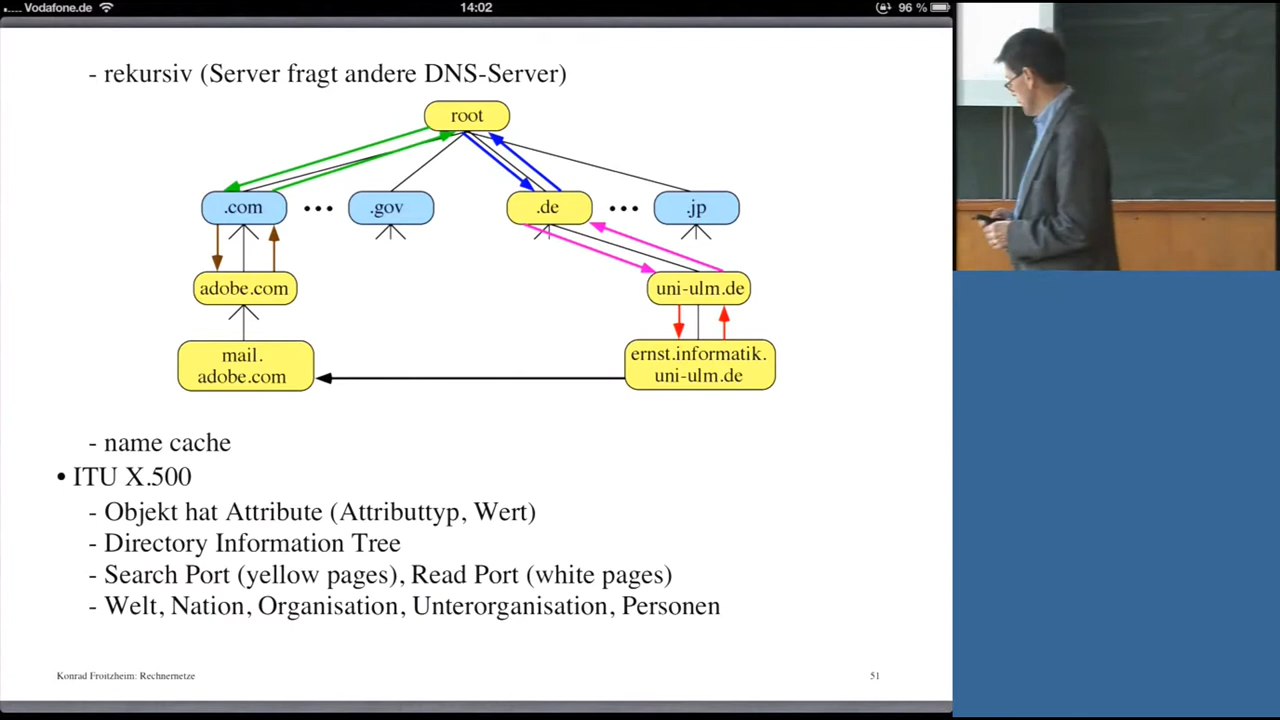 Vodafone.de
14:02
96 %
- rekursiv (Server fragt andere DNS-Server)
root
.com
•••
.gov
.de
•••
.jp
adobe.com
uni-ulm.de
mail.
adobe.com
ernst.informatik.
uni-ulm.de
- name cache
• ITU X.500
- Objekt hat Attribute (Attributtyp, Wert)
- Directory Information Tree
- Search Port (yellow pages), Read Port (white pages)
- Welt, Nation, Organisation, Unterorganisation, Personen
Konrad Froitzheim: Rechnernetze
51